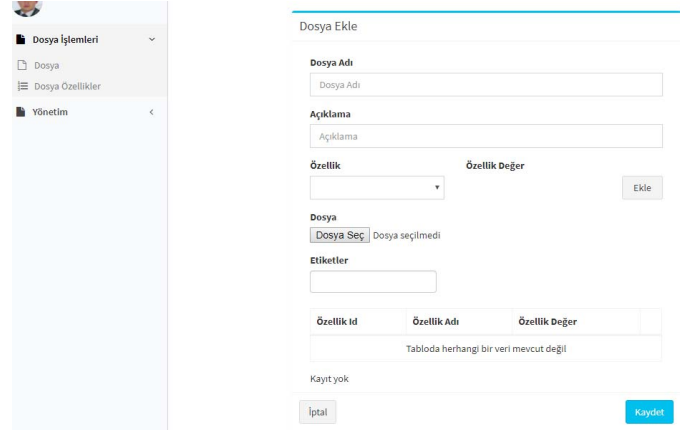 Dosya İşlemleri
Dosya
Dosya Özellikler
Yönetim
Dosya Ekle
Dosya Adı
Dosya Adı
Açıklama
Açıklama
Özellik Özellik Değer
Ekle
Dosya
Dosya Seç Dosya seçilmedi
Etiketler
Özellik Id Özellik Adı Özellik Değer
Tabloda herhangi bir veri mevcut değil
Kayıt yok
İptal Kaydet